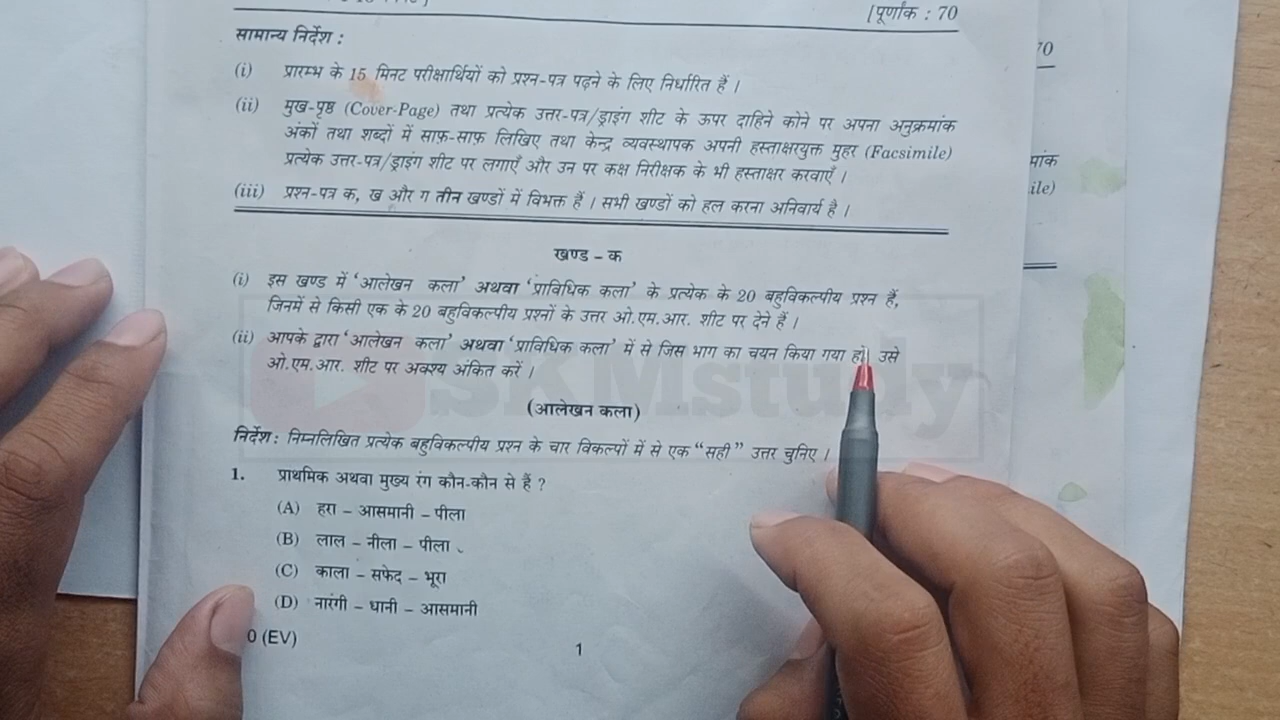 [पूर्णांक : 70
सामान्य निर्देश :
(i) प्रारम्भ के 15 मिनट परीक्षार्थियों को प्रश्न-पत्र पढ़ने के लिए निर्धारित हैं ।
(ii) मुख-पृष्ठ (Cover-Page) तथा प्रत्येक उत्तर-पत्र/ड्राइंग शीट के ऊपर दाहिने कोने पर अपना अनुक्रमांक
अंकों तथा शब्दों में साफ़-साफ़ लिखिए तथा केन्द्र व्यवस्थापक अपनी हस्ताक्षरयुक्त मुहर (Facsimile)
प्रत्येक उत्तर-पत्र/ड्राइंग शीट पर लगाएँ और उन पर कक्ष निरीक्षक के भी हस्ताक्षर करवाएँ ।
(iii) प्रश्न-पत्र क, ख और ग तीन खण्डों में विभक्त हैं । सभी खण्डों को हल करना अनिवार्य है ।
खण्ड – क
(i) इस खण्ड में ‘आलेखन कला’ अथवा ‘प्राविधिक कला’ के प्रत्येक के 20 बहुविकल्पीय प्रश्न हैं,
जिनमें से किसी एक के 20 बहुविकल्पीय प्रश्नों के उत्तर ओ.एम.आर. शीट पर देने हैं ।
(ii) आपके द्वारा ‘आलेखन कला’ अथवा ‘प्राविधिक कला’ में से जिस भाग का चयन किया गया हो, उसे
ओ.एम.आर. शीट पर अवश्य अंकित करें ।
SKMstudy
(आलेखन कला)
निर्देश : निम्नलिखित प्रत्येक बहुविकल्पीय प्रश्न के चार विकल्पों में से एक “सही” उत्तर चुनिए ।
1. प्राथमिक अथवा मुख्य रंग कौन-कौन से हैं ?
(A) हरा – आसमानी – पीला
(B) लाल – नीला – पीला
(C) काला – सफेद – भूरा
(D) नारंगी – धानी – आसमानी
0 (EV)
1
70
मांक
ile)